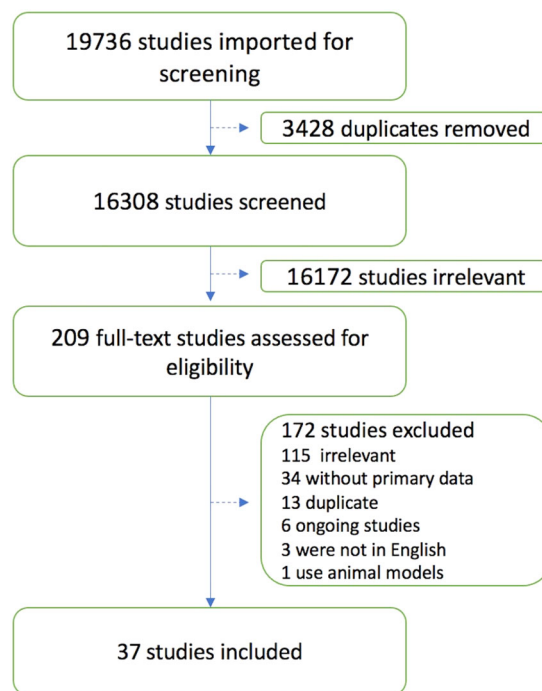 19736 studies imported for
screening
3428 duplicates removed
16308 studies screened
16172 studies irrelevant
209 full-text studies assessed for
eligibility
172 studies excluded
115 irrelevant
34 without primary data
13 duplicate
6 ongoing studies
3 were not in English
1 use animal models
37 studies included